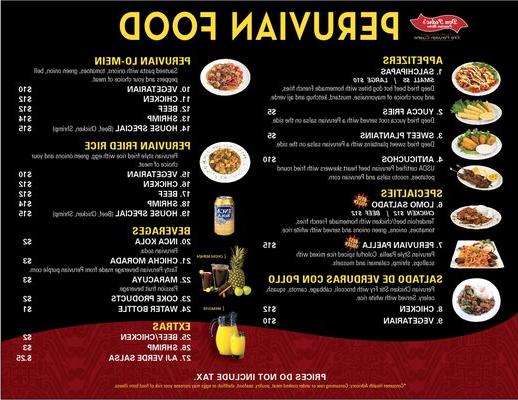 PERUVIAN FOOD
Fine Peruvian Cuisine
APPETIZERS
1. SALCHIPAPAS
SMALL $5 / LARGE $10
Deep fried beef hot dog bites with homemade french fries,
and your choice of mayonnaise, mustard, ketchup and aji verde.
2. YUCCA FRIES $5
Deep fried yucca root served with a Peruvian salsa on the side.
3. SWEET PLANTAINS $5
Deep fried sweet plantains with a Peruvian salsa on the side.
4. ANTICUCHOS $10
USDA certified Peruvian beef heart skewers with fried round
potatoes, rocoto salsa and Peruvian corn.
SPECIALTIES
6. LOMO SALTADO
CHICKEN $12 BEEF $12
Tenderloin beef/chicken with homemade French fries,
tomatoes, onions, green onion and served with white rice.
7. PERUVIAN PAELLA $15
Peruvian Style Paella. Colorful spiced rice mixed with
scallops, shrimp, calamari and mussels.
SALTADO DE VERDURAS CON POLLO
Peruvian Chicken Stir Fry with broccoli, cabbage, carrots, squash,
celery. Served with white rice.
8. CHICKEN $12
9. VEGETARIAN $10
PERUVIAN LO-MEIN
Sauteed with pasta onion, tomatoes, green onion, bell
peppers and your choice of meat.
10. VEGETARIAN $10
11. CHICKEN $12
12. BEEF $12
13. SHRIMP $14
14. HOUSE SPECIAL (Chicken, Beef, Shrimp) $15
PERUVIAN FRIED RICE
Peruvian style fried rice with egg, green onion and your
choice of meat.
15. VEGETARIAN $10
16. CHICKEN $12
17. BEEF $12
18. SHRIMP $14
19. HOUSE SPECIAL (Chicken, Beef, Shrimp) $15
BEVERAGES
20. INCA KOLA $2
Peruvian soda.
21. CHICHA MORADA $3
Tasty Peruvian beverage made from Peruvian purple corn.
22. MARACUYA $3
Passion fruit beverage.
23. COKE PRODUCTS $2
24. WATER BOTTLE $1
EXTRAS
25. BEEF/CHICKEN $2
26. SHRIMP $3
27. AJI VERDE SALSA $.25
INCA
KOLA
PRICES DO NOT INCLUDE TAX.
*Consumer Health Advisory: Consuming raw or under cooked meat, poultry, seafood, shellfish or eggs may increase your risk of food borne illness.